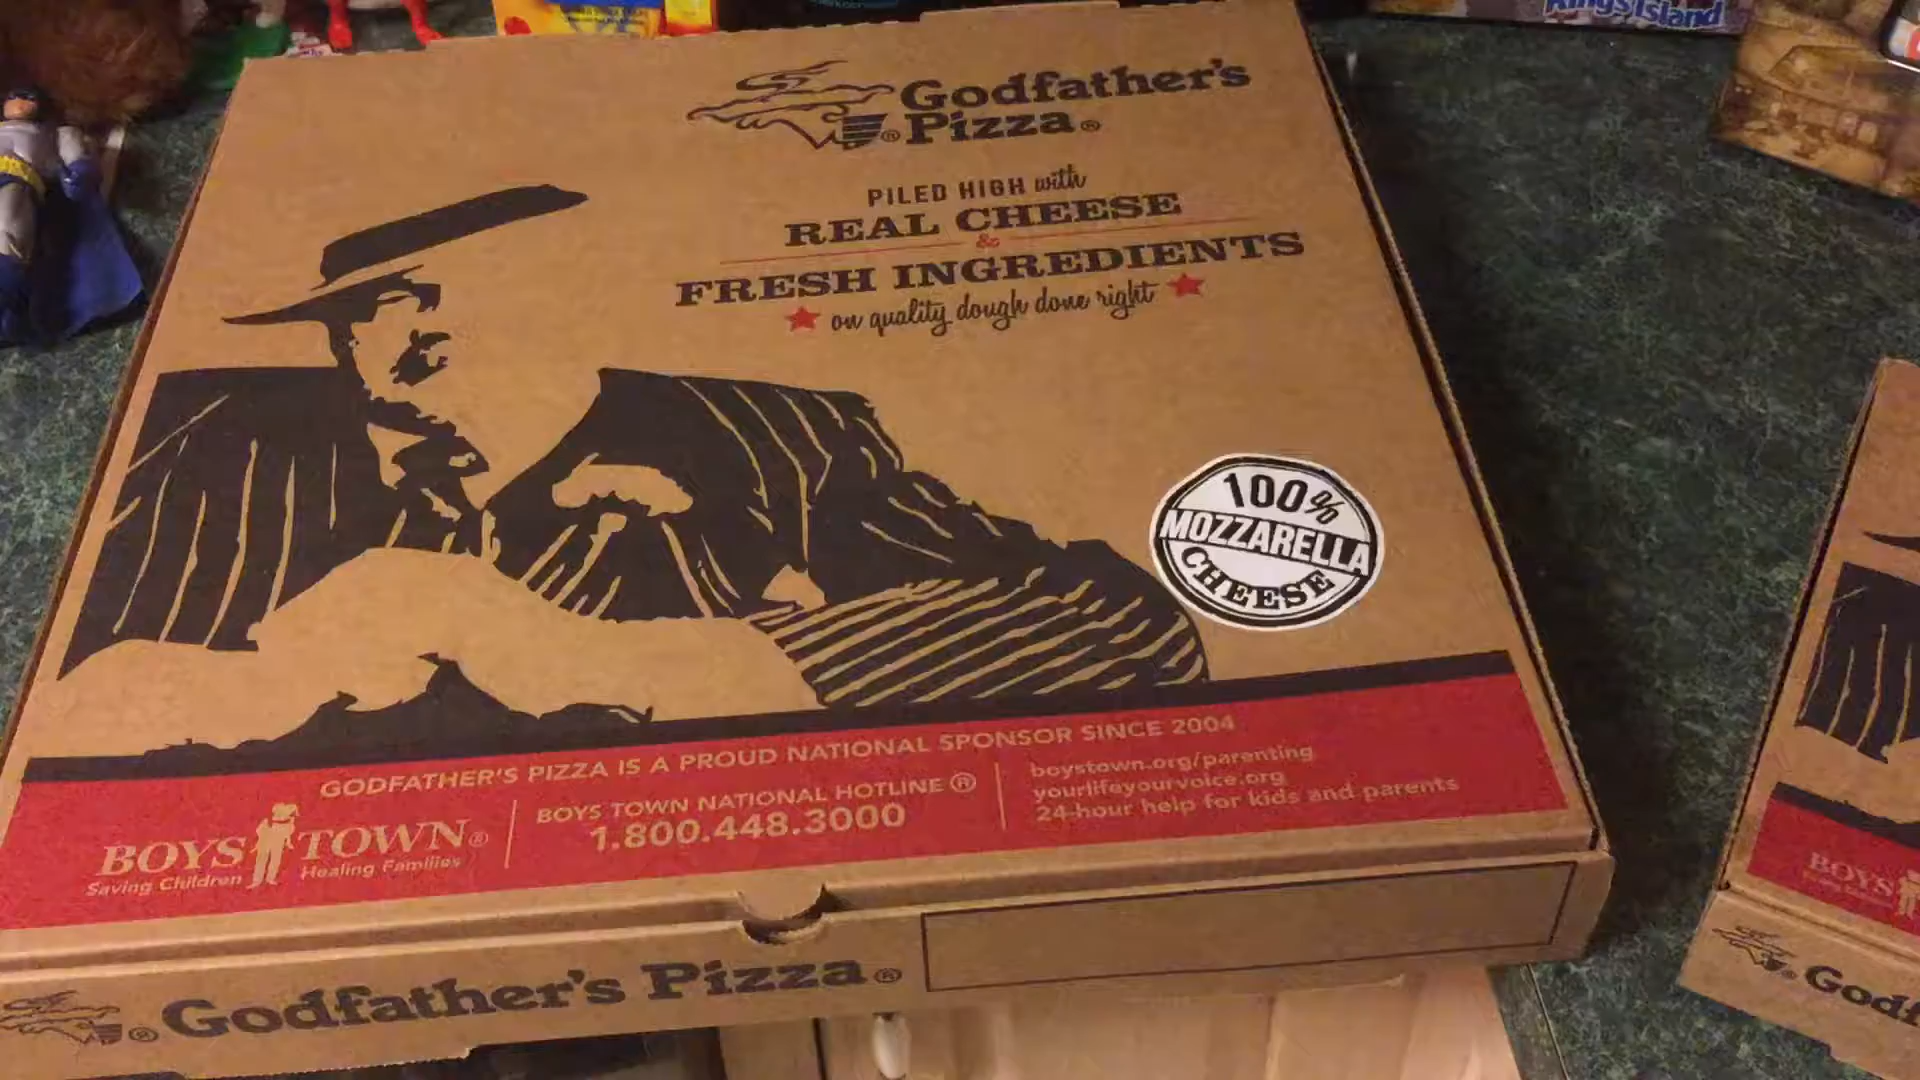 Kings Island
Godfather's
Pizza®
PILED HIGH with
REAL CHEESE
&
FRESH INGREDIENTS
on quality dough done right
100%
MOZZARELLA
CHEESE
GODFATHER'S PIZZA IS A PROUD NATIONAL SPONSOR SINCE 2004
BOYS TOWN®
Saving Children Healing Families
BOYS TOWN NATIONAL HOTLINE ®
1.800.448.3000
boystown.org/parenting
yourlifeyourvoice.org
24-hour help for kids and parents
® Godfather's Pizza®
BOYS